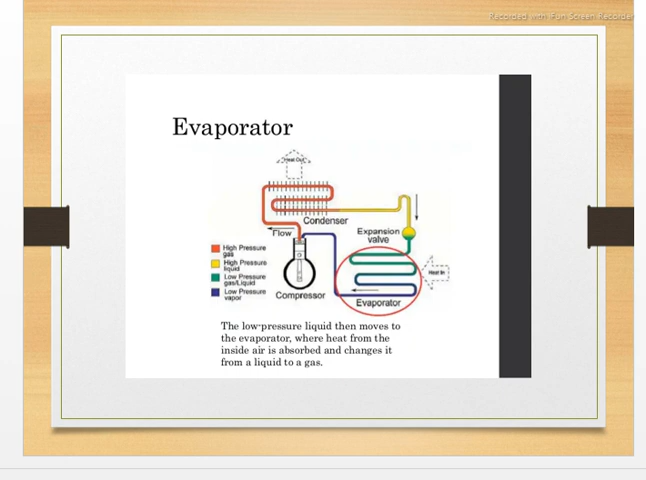 Recorded with Fun Screen Recorder
Evaporator
Heat Out
Condenser
Flow
Expansion
valve
High Pressure
gas
High Pressure
liquid
Low Pressure
gas/Liquid
Low Pressure
vapor
Compressor
Heat In
Evaporator
The low-pressure liquid then moves to
the evaporator, where heat from the
inside air is absorbed and changes it
from a liquid to a gas.